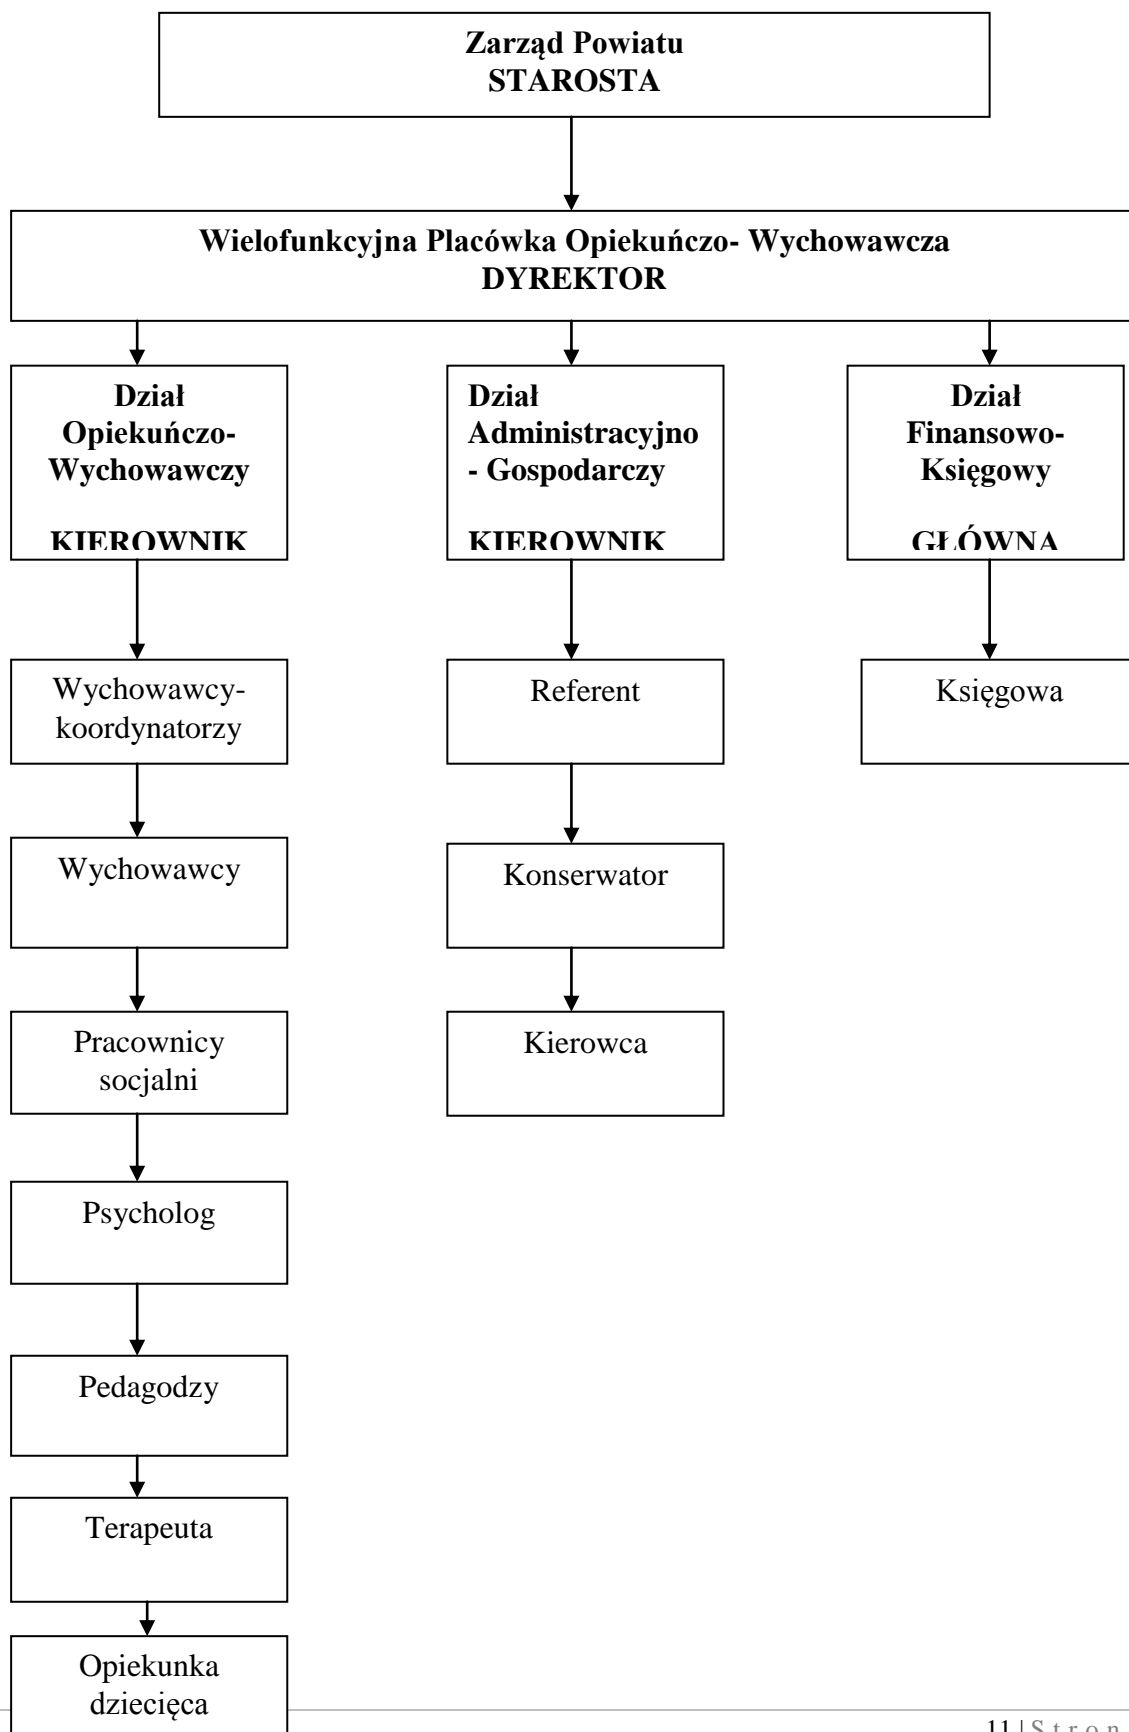 Zarząd Powiatu
STAROSTA
Wielofunkcyjna Placówka Opiekuńczo- Wychowawcza
DYREKTOR
Dział
Opiekuńczo-
Wychowawczy
KIEROWNIK
Dział
Administracyjno
- Gospodarczy
KIEROWNIK
Dział
Finansowo-
Księgowy
GŁÓWNA
Wychowawcy-
koordynatorzy
Referent
Księgowa
Wychowawcy
Konserwator
Pracownicy
socjalni
Kierowca
Psycholog
Pedagodzy
Terapeuta
Opiekunka
dziecięca
11 | S t r o n